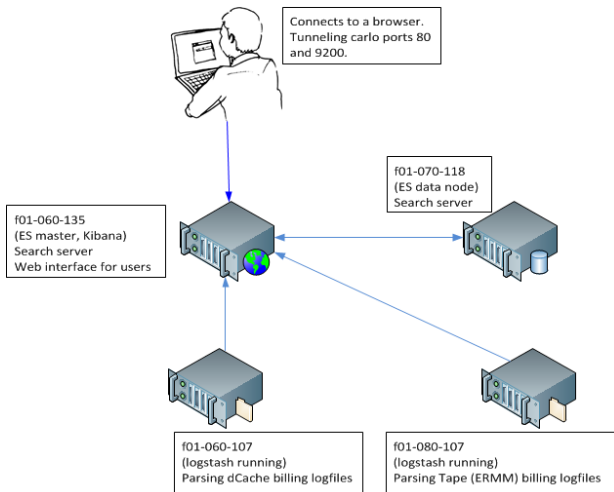 Connects to a browser.
Tunneling carlo ports 80
and 9200.
f01-070-118
(ES data node)
Search server
f01-060-135
(ES master, Kibana)
Search server
Web interface for users
f01-060-107
(logstash running)
Parsing dCache billing logfiles
f01-080-107
(logstash running)
Parsing Tape (ERMM) billing logfiles